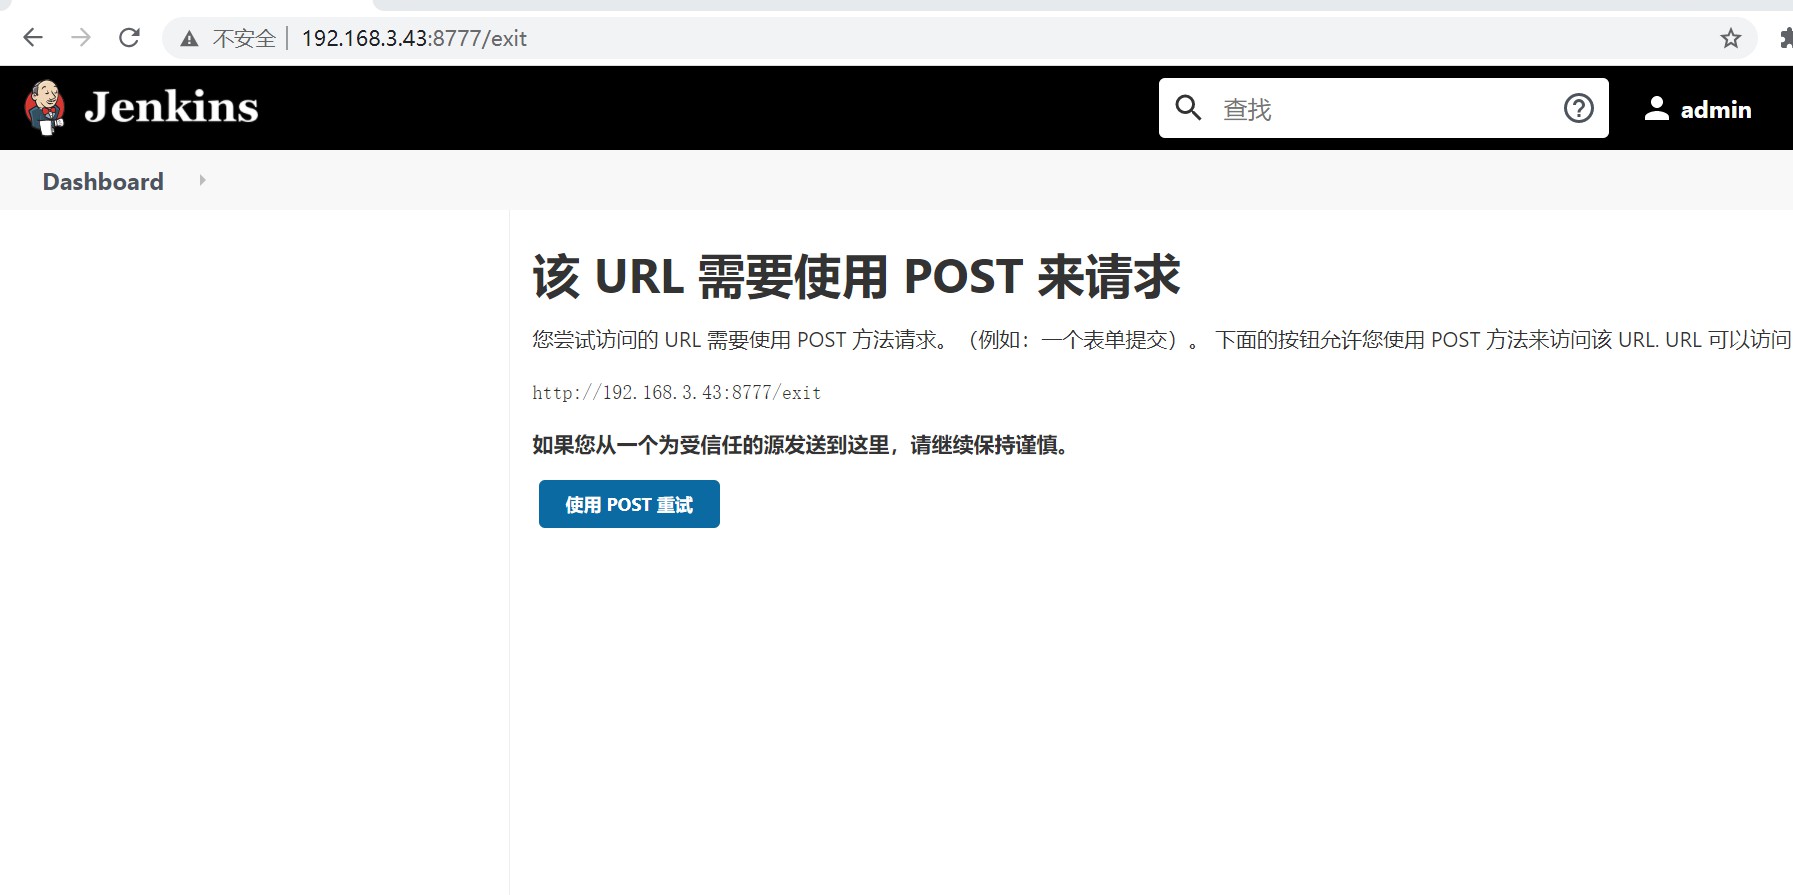 不安全 | 192.168.3.43:8777/exit
Jenkins
查找
admin
Dashboard
该 URL 需要使用 POST 来请求
您尝试访问的 URL 需要使用 POST 方法请求。（例如：一个表单提交）。 下面的按钮允许您使用 POST 方法来访问该 URL. URL 可以访问
http://192.168.3.43:8777/exit
如果您从一个为受信任的源发送到这里，请继续保持谨慎。
使用 POST 重试